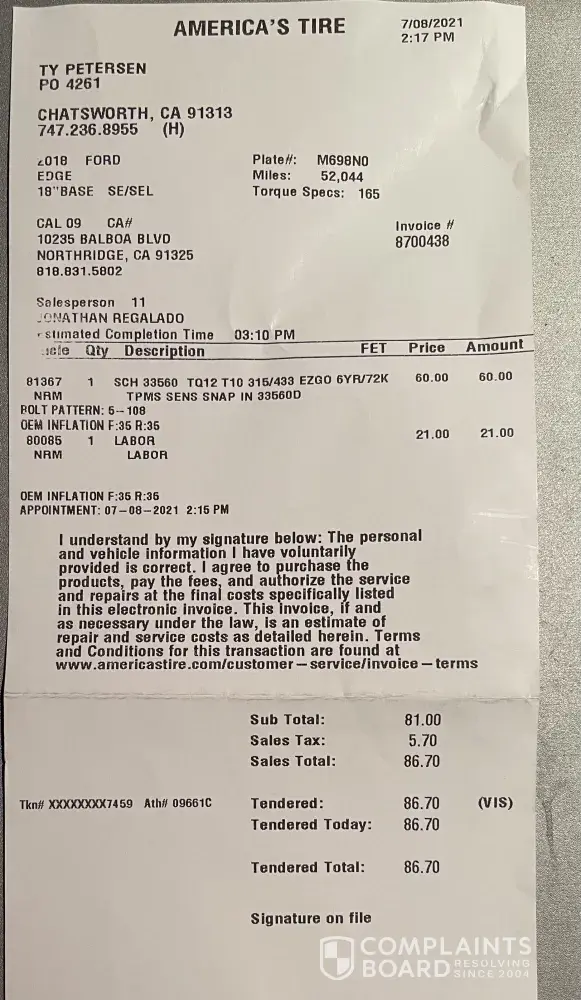 AMERICA'S TIRE
7/08/2021
2:17 PM
TY PETERSEN
PO 4261
CHATSWORTH, CA 91313
747.236.8955 (H)
2018 FORD Plate#: M698N0
EDGE Miles: 52,044
18"BASE SE/SEL Torque Specs: 165
CAL 09 CA# Invoice #
10235 BALBOA BLVD 8700438
NORTHRIDGE, CA 91325
818.831.5802
Salesperson 11
JONATHAN REGALADO
Estimated Completion Time 03:10 PM
Qty Description FET Price Amount
81367 1 SCH 33560 TQ12 T10 315/433 EZGO 6YR/72K 60.00 60.00
NRM TPMS SENS SNAP IN 33560D
BOLT PATTERN: 5-108
OEM INFLATION F:35 R:35
80085 1 LABOR 21.00 21.00
NRM LABOR
OEM INFLATION F:35 R:35
APPOINTMENT: 07-08-2021 2:15 PM
I understand by my signature below: The personal
and vehicle information I have voluntarily
provided is correct. I agree to purchase the
products, pay the fees, and authorize the service
and repairs at the final costs specifically listed
in this electronic invoice. This invoice, if and
as necessary under the law, is an estimate of
repair and service costs as detailed herein. Terms
and Conditions for this transaction are found at
www.americastire.com/customer-service/invoice-terms
Sub Total: 81.00
Sales Tax: 5.70
Sales Total: 86.70
Tkn# XXXXXXXX7459 Ath# 09661C Tendered: 86.70 (VIS)
Tendered Today: 86.70
Tendered Total: 86.70
Signature on file
COMPLAINTS
BOARD RESOLVING
SINCE 2004